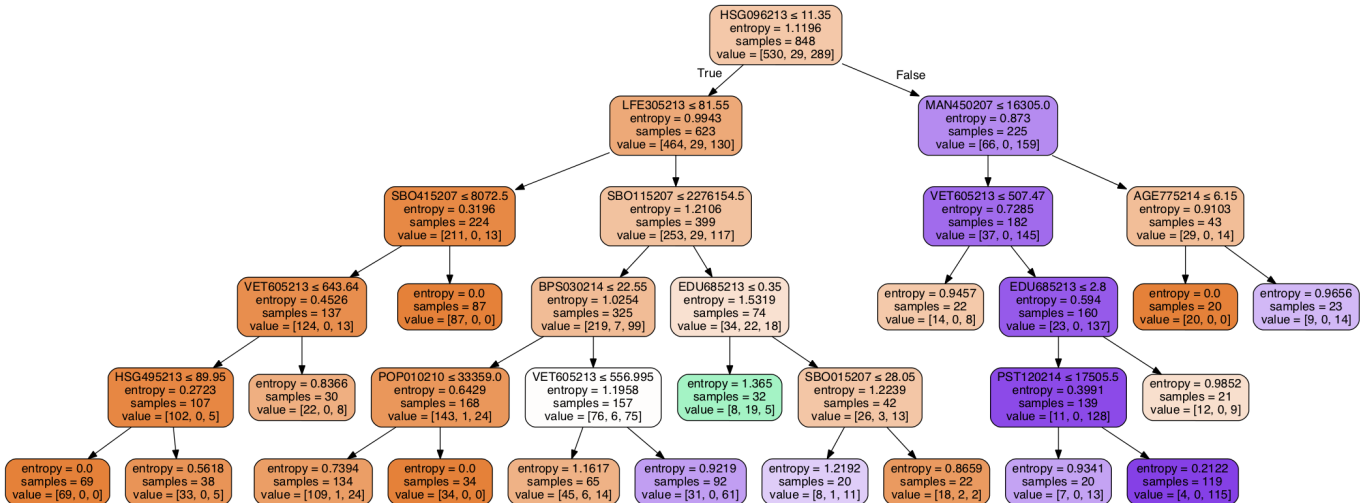 HSG096213 ≤ 11.35
entropy = 1.1196
samples = 848
value = [530, 29, 289]
True
False
LFE305213 ≤ 81.55
entropy = 0.9943
samples = 623
value = [464, 29, 130]
MAN450207 ≤ 16305.0
entropy = 0.873
samples = 225
value = [66, 0, 159]
SBO415207 ≤ 8072.5
entropy = 0.3196
samples = 224
value = [211, 0, 13]
SBO115207 ≤ 2276154.5
entropy = 1.2106
samples = 399
value = [253, 29, 117]
VET605213 ≤ 507.47
entropy = 0.7285
samples = 182
value = [37, 0, 145]
AGE775214 ≤ 6.15
entropy = 0.9103
samples = 43
value = [29, 0, 14]
VET605213 ≤ 643.64
entropy = 0.4526
samples = 137
value = [124, 0, 13]
entropy = 0.0
samples = 87
value = [87, 0, 0]
BPS030214 ≤ 22.55
entropy = 1.0254
samples = 325
value = [219, 7, 99]
EDU685213 ≤ 0.35
entropy = 1.5319
samples = 74
value = [34, 22, 18]
entropy = 0.9457
samples = 22
value = [14, 0, 8]
EDU685213 ≤ 2.8
entropy = 0.594
samples = 160
value = [23, 0, 137]
entropy = 0.0
samples = 20
value = [20, 0, 0]
entropy = 0.9656
samples = 23
value = [9, 0, 14]
HSG495213 ≤ 89.95
entropy = 0.2723
samples = 107
value = [102, 0, 5]
entropy = 0.8366
samples = 30
value = [22, 0, 8]
POP010210 ≤ 33359.0
entropy = 0.6429
samples = 168
value = [143, 1, 24]
VET605213 ≤ 556.995
entropy = 1.1958
samples = 157
value = [76, 6, 75]
entropy = 1.365
samples = 32
value = [8, 19, 5]
SBO015207 ≤ 28.05
entropy = 1.2239
samples = 42
value = [26, 3, 13]
PST120214 ≤ 17505.5
entropy = 0.3991
samples = 139
value = [11, 0, 128]
entropy = 0.9852
samples = 21
value = [12, 0, 9]
entropy = 0.0
samples = 69
value = [69, 0, 0]
entropy = 0.5618
samples = 38
value = [33, 0, 5]
entropy = 0.7394
samples = 134
value = [109, 1, 24]
entropy = 0.0
samples = 34
value = [34, 0, 0]
entropy = 1.1617
samples = 65
value = [45, 6, 14]
entropy = 0.9219
samples = 92
value = [31, 0, 61]
entropy = 1.2192
samples = 20
value = [8, 1, 11]
entropy = 0.8659
samples = 22
value = [18, 2, 2]
entropy = 0.9341
samples = 20
value = [7, 0, 13]
entropy = 0.2122
samples = 119
value = [4, 0, 115]